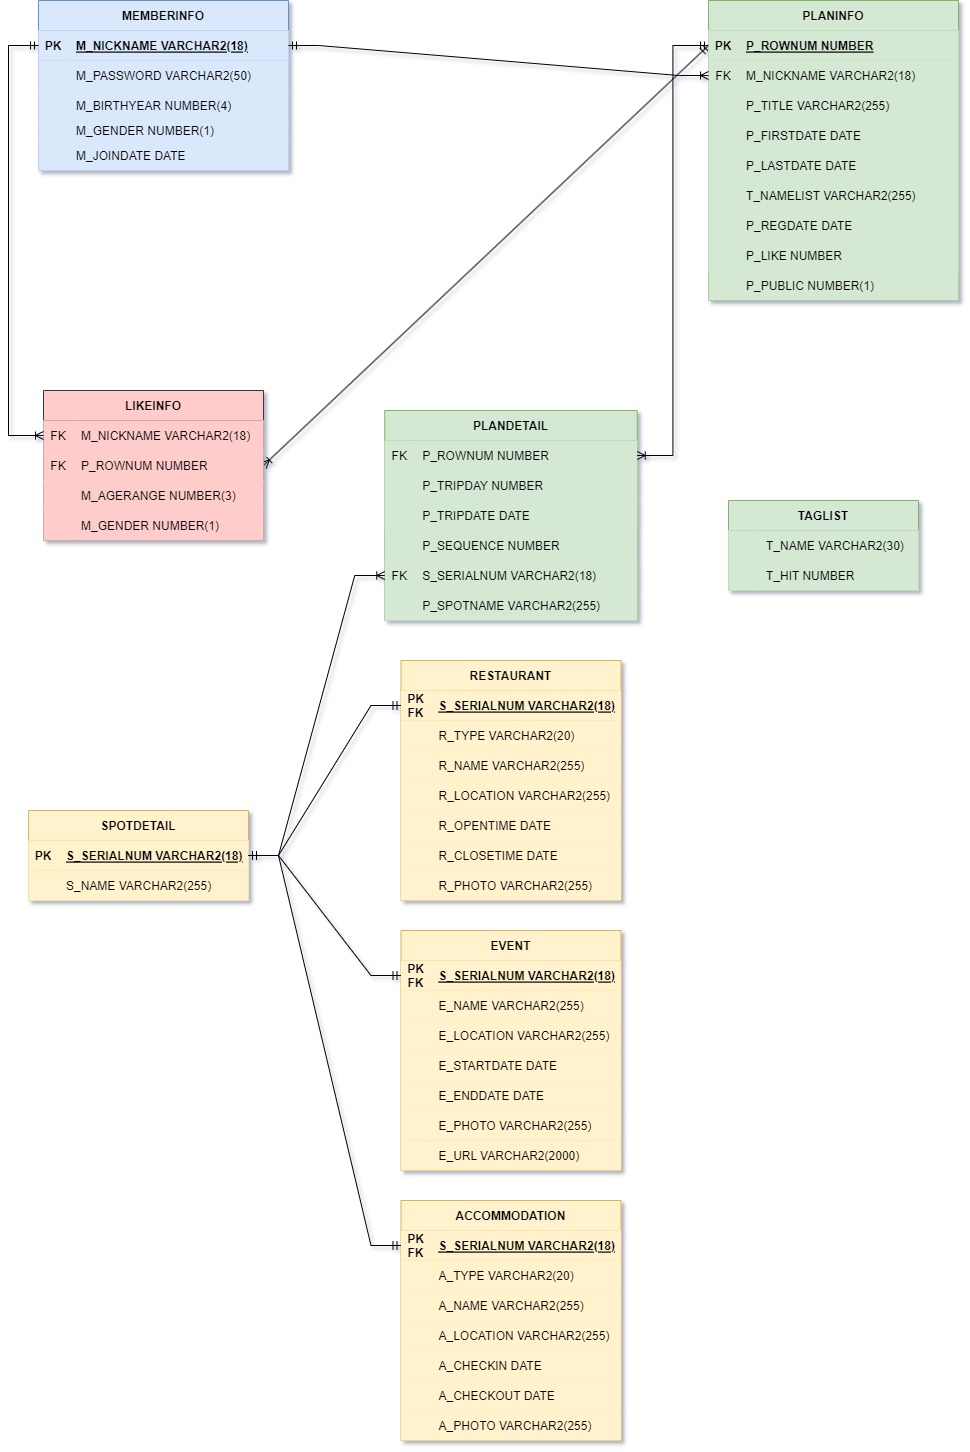 MEMBERINFO
PK M_NICKNAME VARCHAR2(18)
M_PASSWORD VARCHAR2(50)
M_BIRTHYEAR NUMBER(4)
M_GENDER NUMBER(1)
M_JOINDATE DATE
PLANINFO
PK P_ROWNUM NUMBER
FK M_NICKNAME VARCHAR2(18)
P_TITLE VARCHAR2(255)
P_FIRSTDATE DATE
P_LASTDATE DATE
T_NAMELIST VARCHAR2(255)
P_REGDATE DATE
P_LIKE NUMBER
P_PUBLIC NUMBER(1)
LIKEINFO
FK M_NICKNAME VARCHAR2(18)
FK P_ROWNUM NUMBER
M_AGERANGE NUMBER(3)
M_GENDER NUMBER(1)
PLANDETAIL
FK P_ROWNUM NUMBER
P_TRIPDAY NUMBER
P_TRIPDATE DATE
P_SEQUENCE NUMBER
FK S_SERIALNUM VARCHAR2(18)
P_SPOTNAME VARCHAR2(255)
TAGLIST
T_NAME VARCHAR2(30)
T_HIT NUMBER
RESTAURANT
PK
FK S_SERIALNUM VARCHAR2(18)
R_TYPE VARCHAR2(20)
R_NAME VARCHAR2(255)
R_LOCATION VARCHAR2(255)
R_OPENTIME DATE
R_CLOSETIME DATE
R_PHOTO VARCHAR2(255)
SPOTDETAIL
PK S_SERIALNUM VARCHAR2(18)
S_NAME VARCHAR2(255)
EVENT
PK
FK S_SERIALNUM VARCHAR2(18)
E_NAME VARCHAR2(255)
E_LOCATION VARCHAR2(255)
E_STARTDATE DATE
E_ENDDATE DATE
E_PHOTO VARCHAR2(255)
E_URL VARCHAR2(2000)
ACCOMMODATION
PK
FK S_SERIALNUM VARCHAR2(18)
A_TYPE VARCHAR2(20)
A_NAME VARCHAR2(255)
A_LOCATION VARCHAR2(255)
A_CHECKIN DATE
A_CHECKOUT DATE
A_PHOTO VARCHAR2(255)